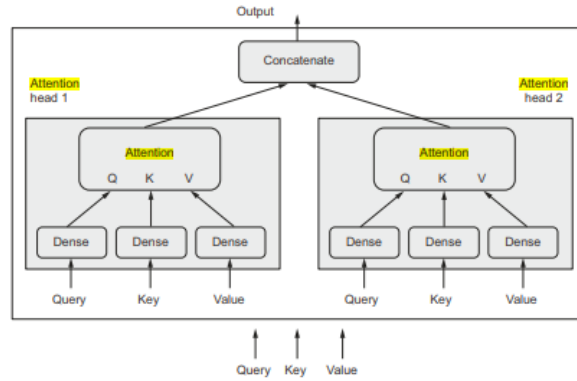 Output
Concatenate
Attention
head 1
Attention
head 2
Attention
Q K V
Dense Dense Dense
Query Key Value
Attention
Q K V
Dense Dense Dense
Query Key Value
Query Key Value